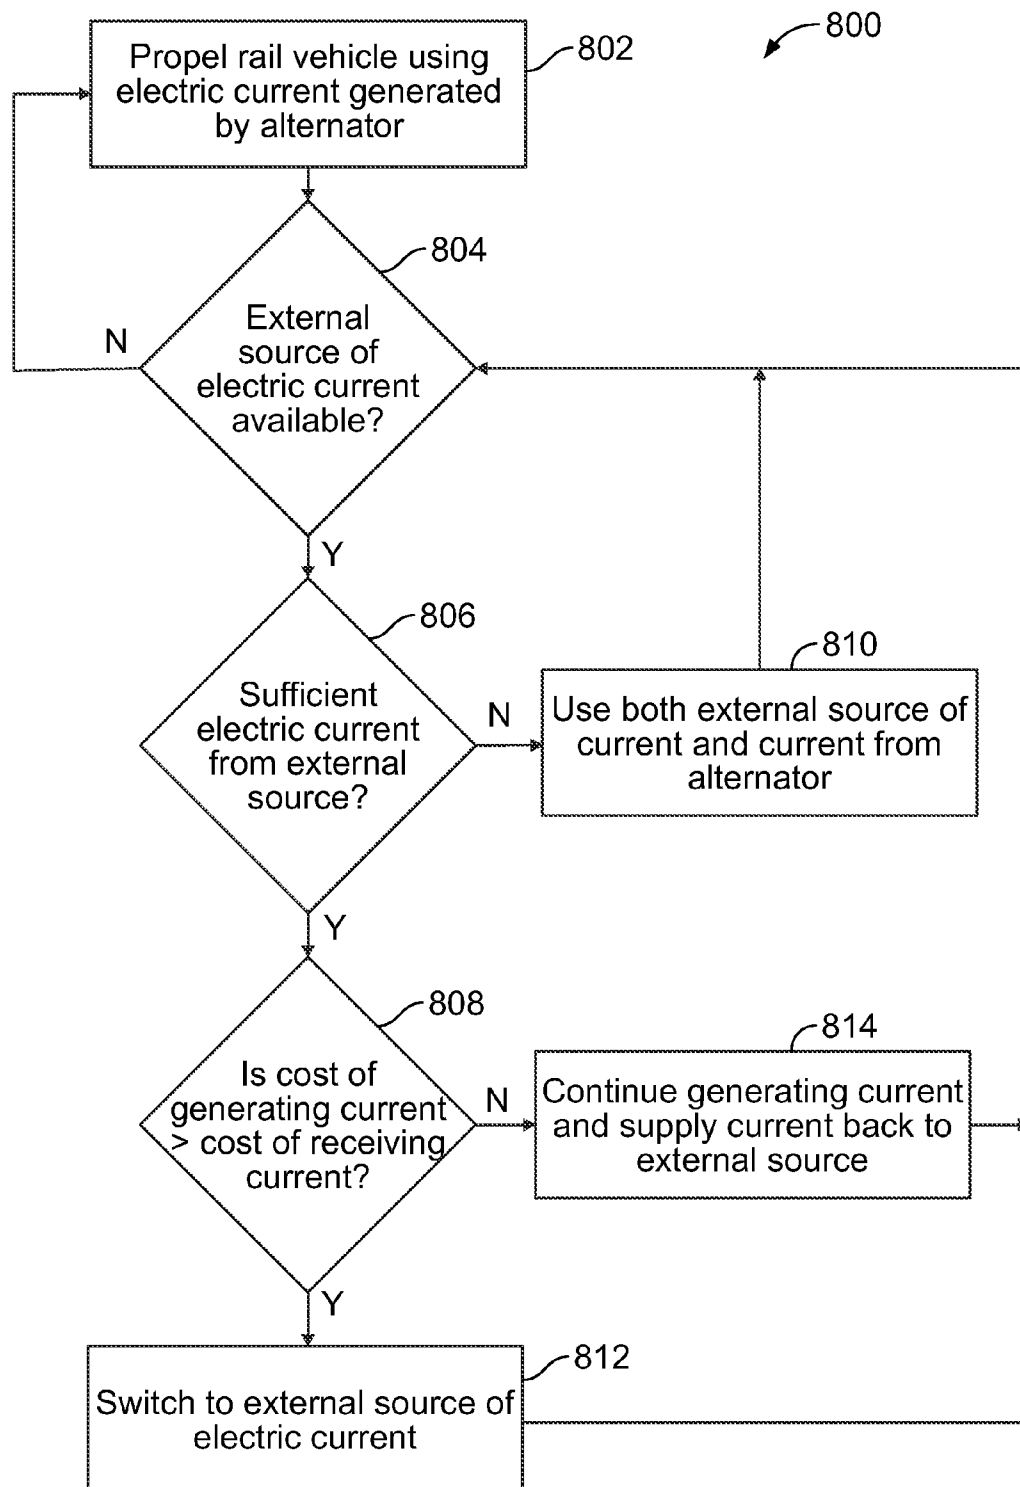 800
Propel rail vehicle using
electric current generated
by alternator
802
804
External
source of
electric current
available?
N
Y
806
Sufficient
electric current
from external
source?
N
810
Use both external source of
current and current from
alternator
Y
808
Is cost of
generating current
> cost of receiving
current?
N
814
Continue generating current
and supply current back to
external source
Y
812
Switch to external source of
electric current